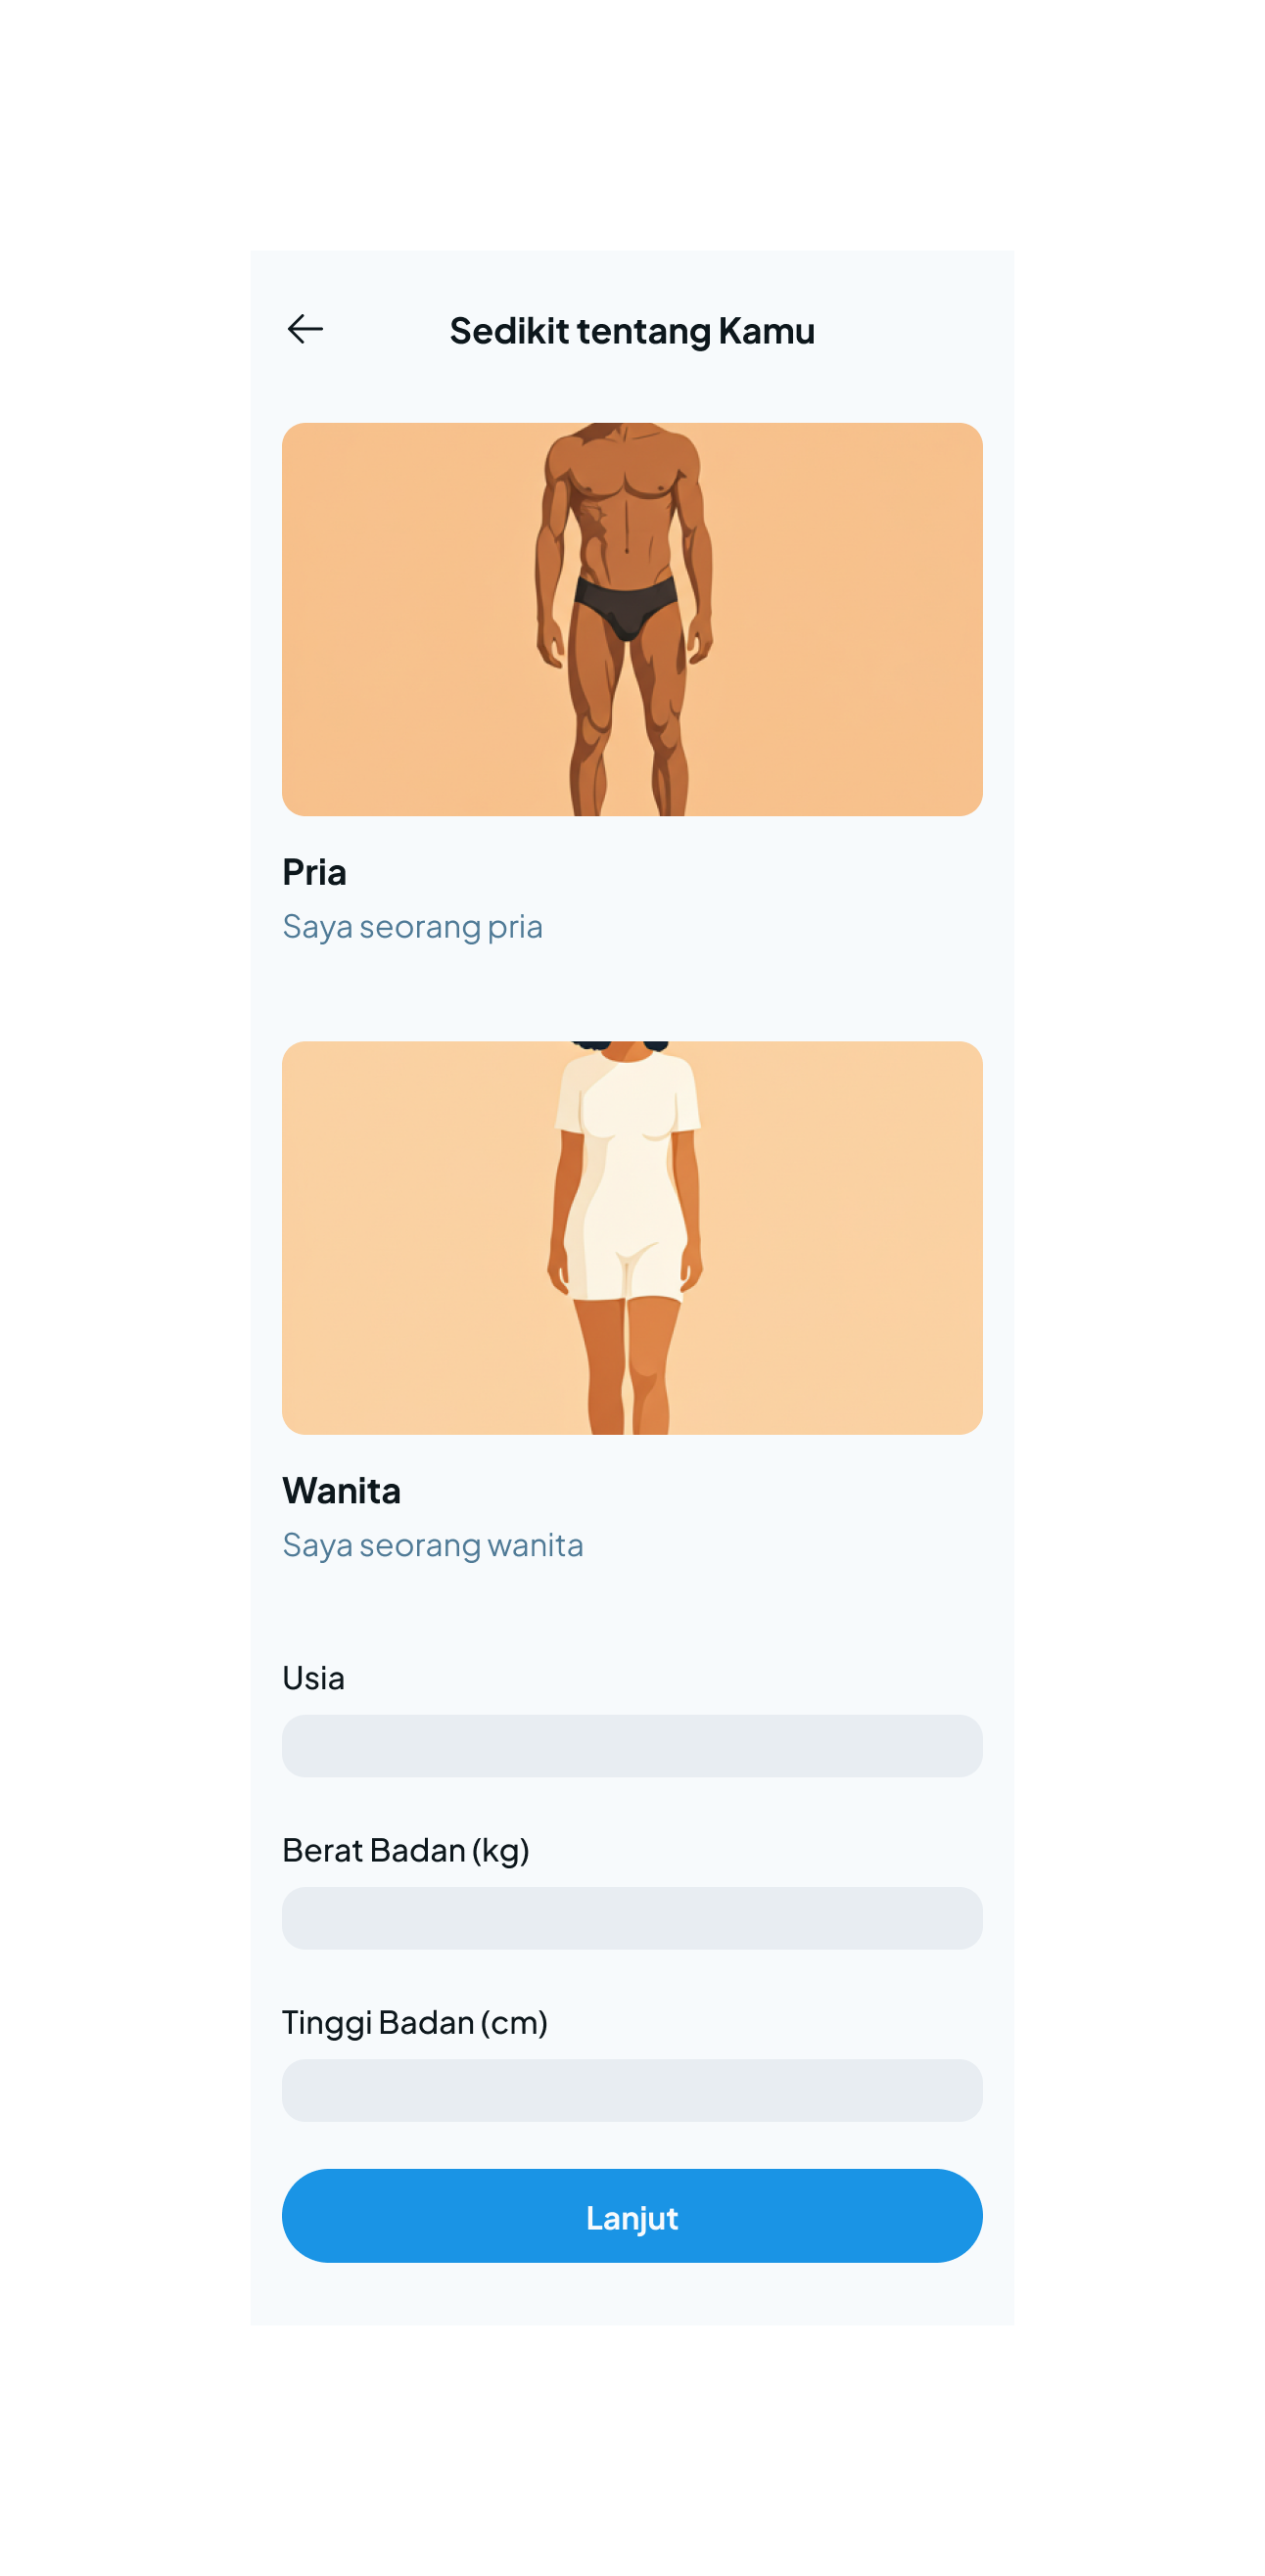 Sedikit tentang Kamu
Pria
Saya seorang pria
Wanita
Saya seorang wanita
Usia
Berat Badan (kg)
Tinggi Badan (cm)
Lanjut